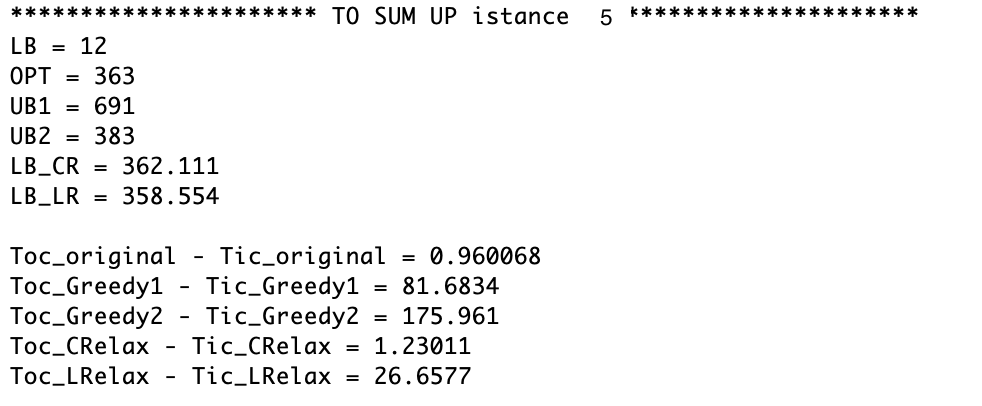 ********************** TO SUM UP istance 5 *********************
LB = 12
OPT = 363
UB1 = 691
UB2 = 383
LB_CR = 362.111
LB_LR = 358.554
Toc_original - Tic_original = 0.960068
Toc_Greedy1 - Tic_Greedy1 = 81.6834
Toc_Greedy2 - Tic_Greedy2 = 175.961
Toc_CRelax - Tic_CRelax = 1.23011
Toc_LRelax - Tic_LRelax = 26.6577